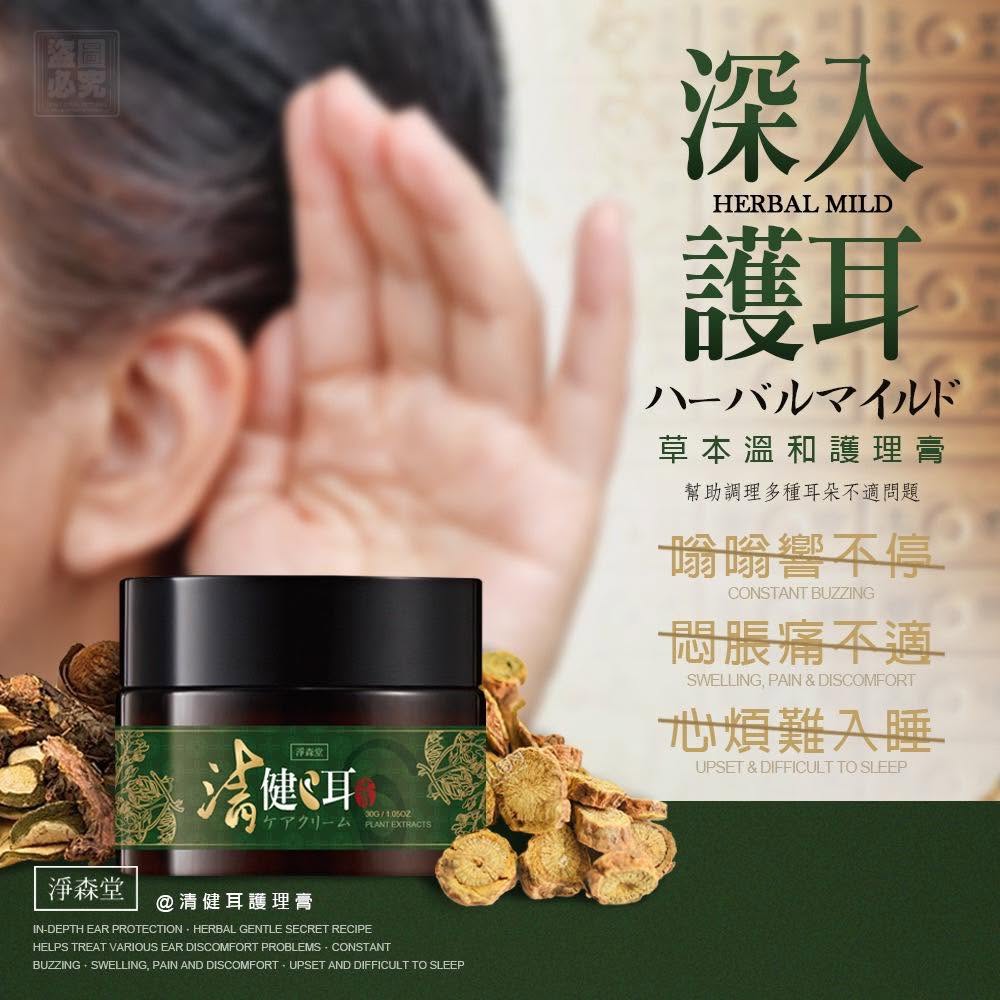 盜圖
必究
深入
HERBAL MILD
護耳
ハーバルマイルド
草本溫和護理膏
幫助調理多種耳朵不適問題
嗡嗡響不停
CONSTANT BUZZING
悶脹痛不適
SWELLING, PAIN & DISCOMFORT
心煩難入睡
UPSET & DIFFICULT TO SLEEP
淨森堂
清健耳
ケアクリーム
30G / 1.05OZ
PLANT EXTRACTS
淨森堂
@清健耳護理膏
IN-DEPTH EAR PROTECTION · HERBAL GENTLE SECRET RECIPE
HELPS TREAT VARIOUS EAR DISCOMFORT PROBLEMS · CONSTANT
BUZZING · SWELLING, PAIN AND DISCOMFORT · UPSET AND DIFFICULT TO SLEEP